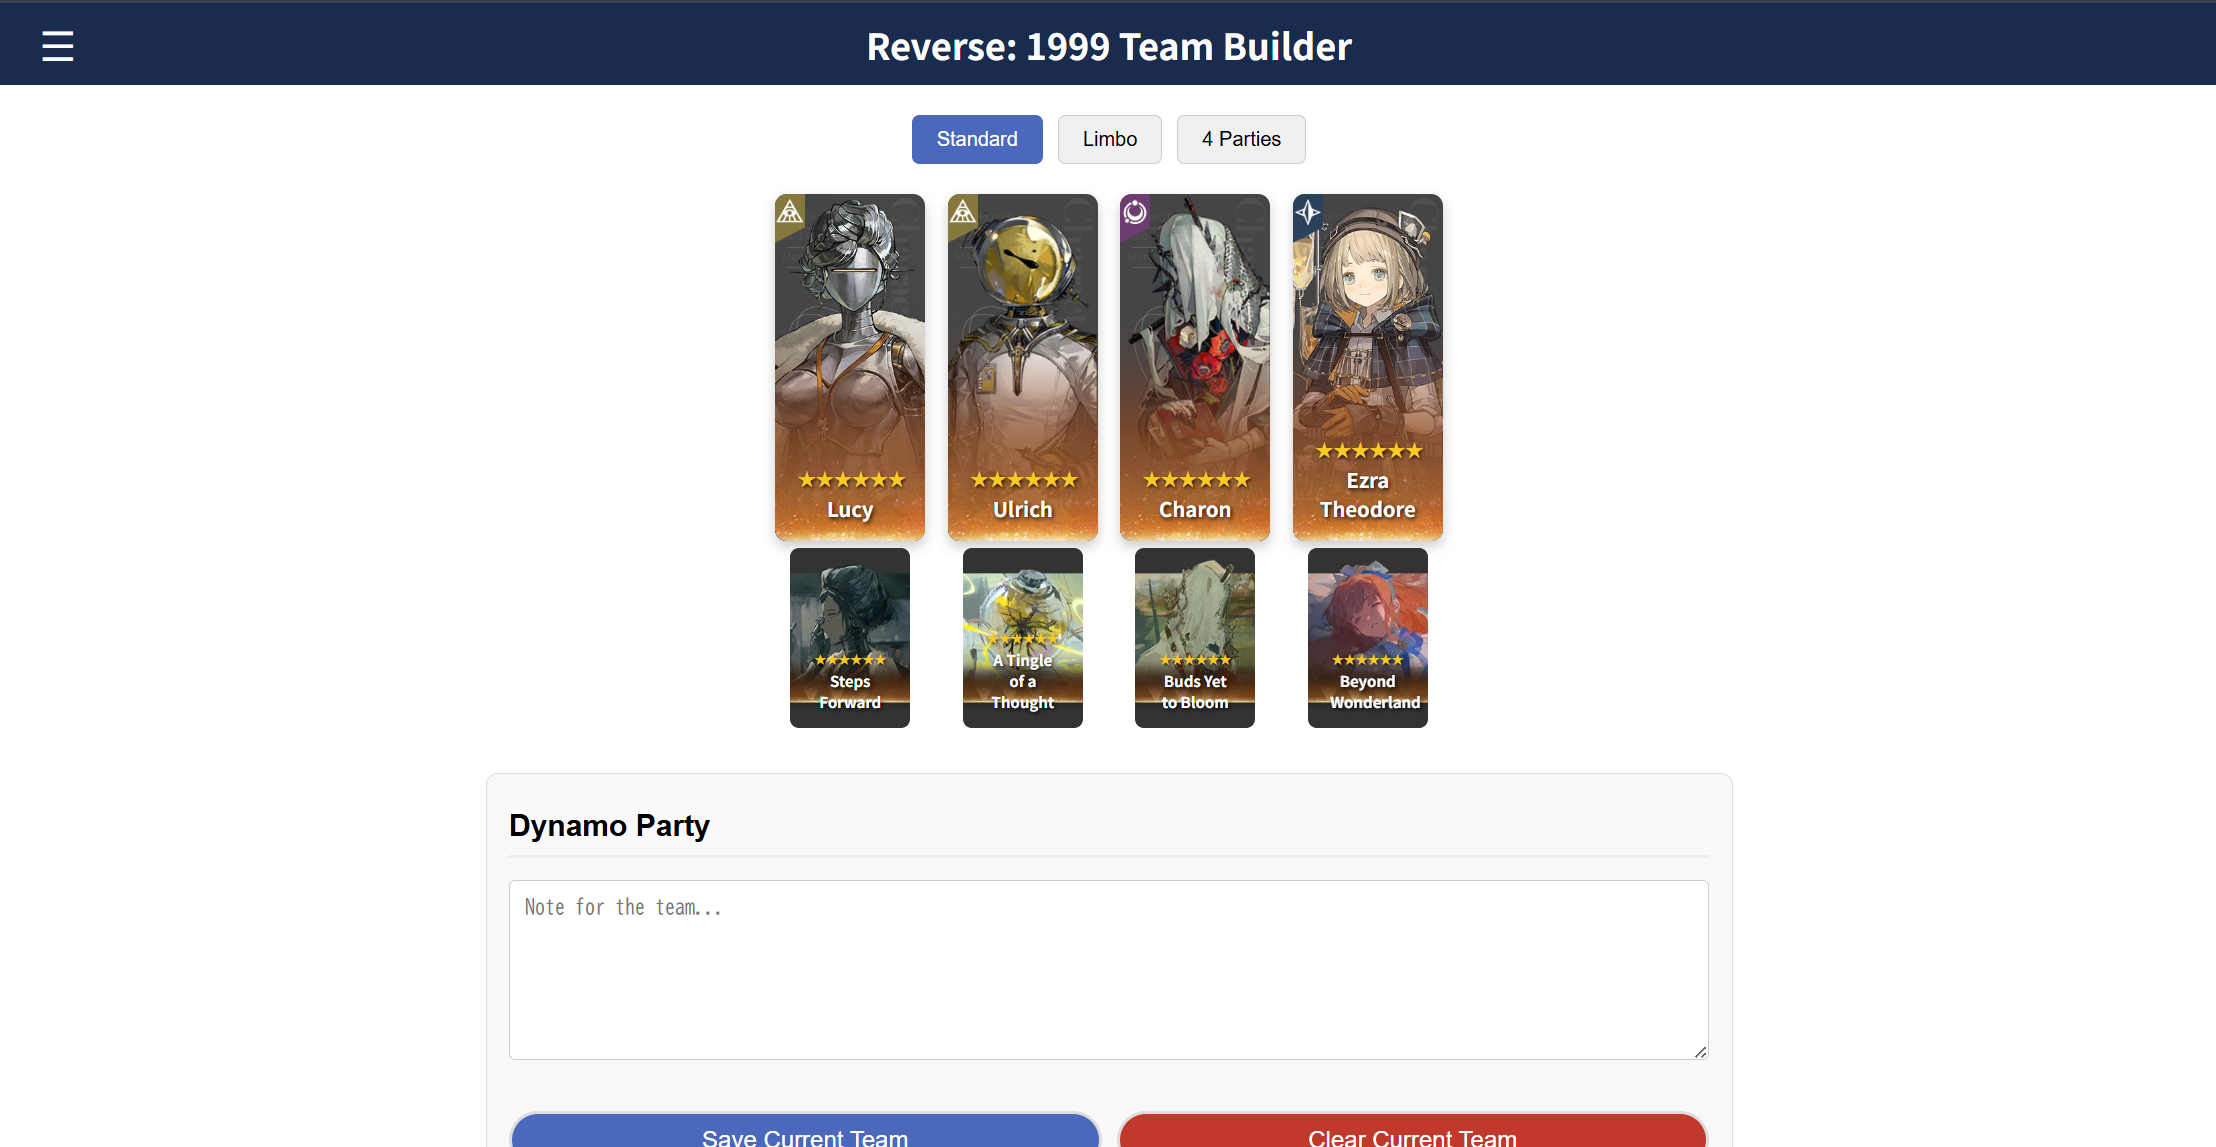 Reverse: 1999 Team Builder
Standard
Limbo
4 Parties
★★★★★★
Lucy
★★★★★★
Ulrich
★★★★★★
Charon
★★★★★★
Ezra
Theodore
★★★★★★
Steps
Forward
★★★★★★
A Tingle
of a
Thought
★★★★★★
Buds Yet
to Bloom
★★★★★★
Beyond
Wonderland
Dynamo Party
Note for the team...
Save Current Team
Clear Current Team